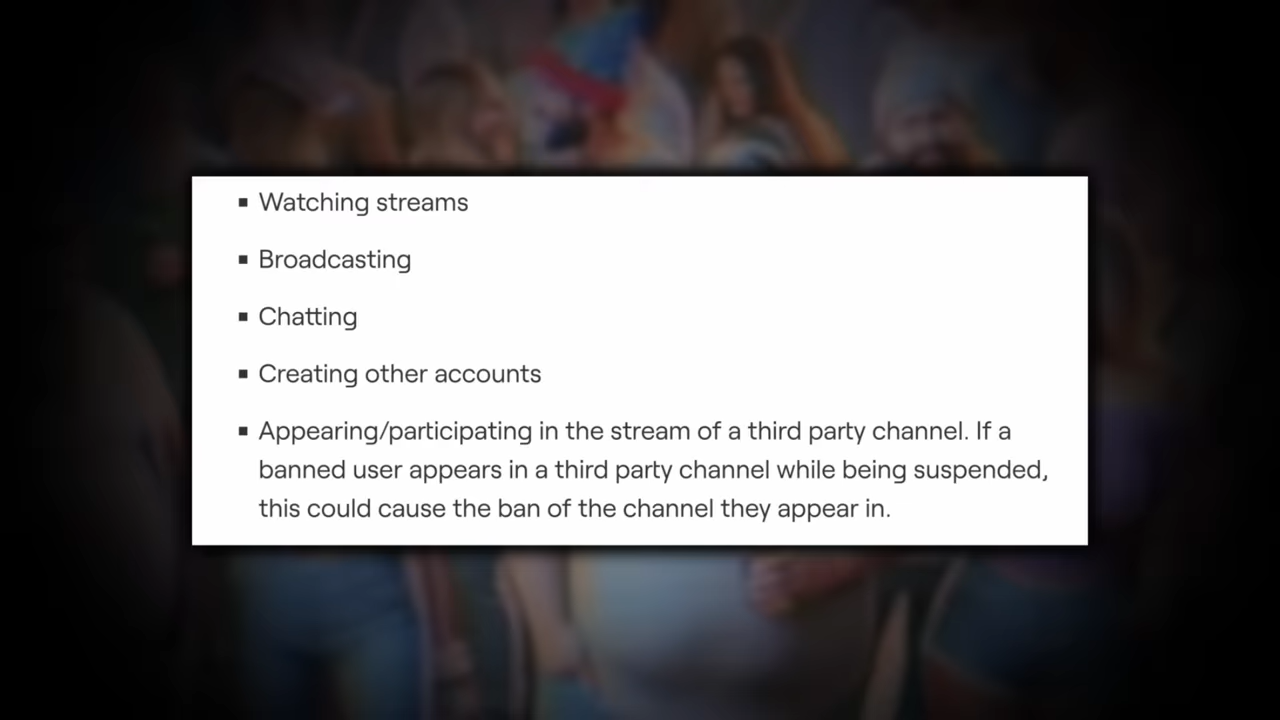 ▪ Watching streams
▪ Broadcasting
▪ Chatting
▪ Creating other accounts
▪ Appearing/participating in the stream of a third party channel. If a
banned user appears in a third party channel while being suspended,
this could cause the ban of the channel they appear in.